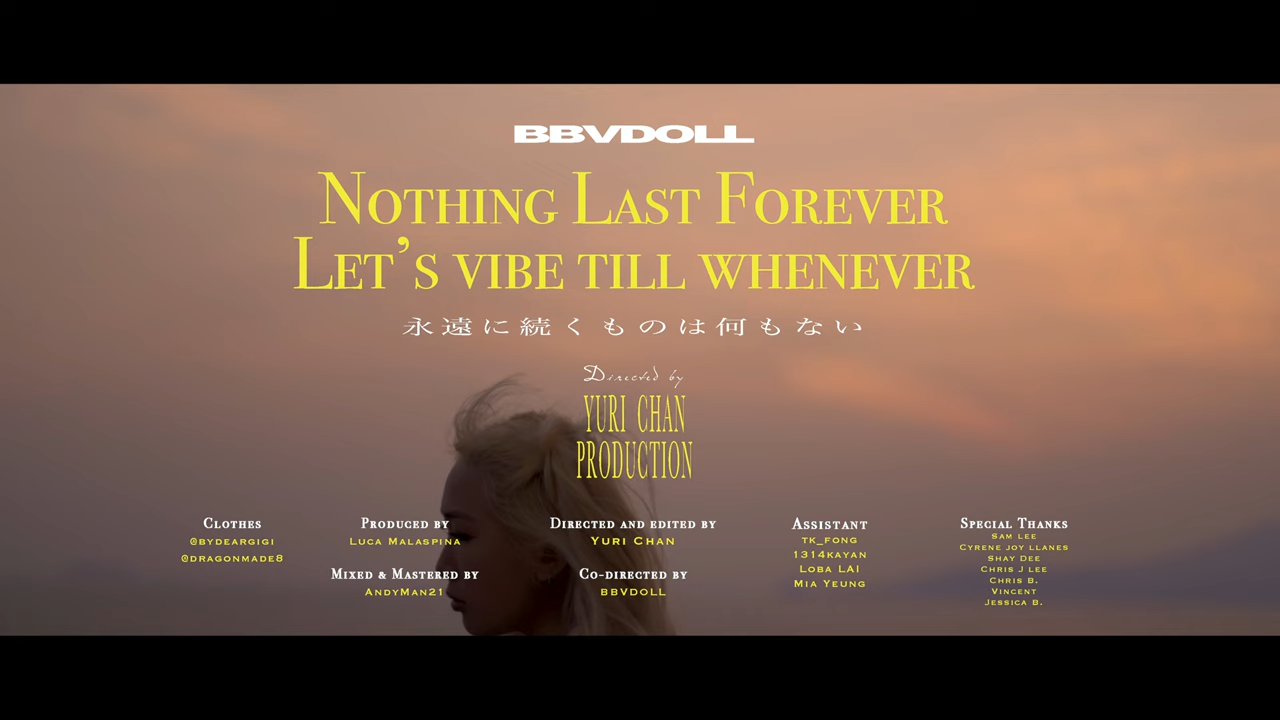 BBVDOLL
Nothing Last Forever
Let's vibe till whenever
永遠に続くものは何もない
Directed by
YURI CHAN
PRODUCTION
Clothes
@bydeargigi
@dragonmade8
Produced by
Luca Malaspina
Mixed & Mastered by
AndyMan21
Directed and edited by
Yuri Chan
Co-directed by
BBVDOLL
Assistant
tk_fong
1314kayan
Loba LAI
Mia Yeung
Special Thanks
Sam lee
Cyrene joy llanes
Shay Dee
Chris J lee
Chris B.
Vincent
Jessica B.